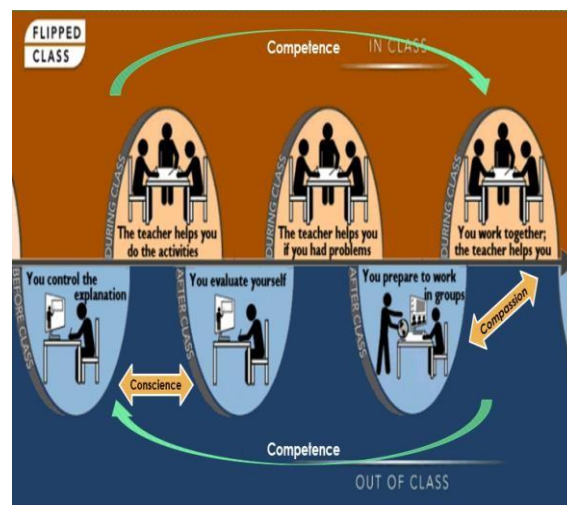 FLIPPED
CLASS
Competence
IN CLASS
DURING CLASS
The teacher helps you
do the activities
DURING CLASS
The teacher helps you
if you had problems
DURING CLASS
You work together;
the teacher helps you
BEFORE CLASS
You control the
explanation
AFTER CLASS
You evaluate yourself
AFTER CLASS
You prepare to work
in groups
Conscience
Compassion
Competence
OUT OF CLASS